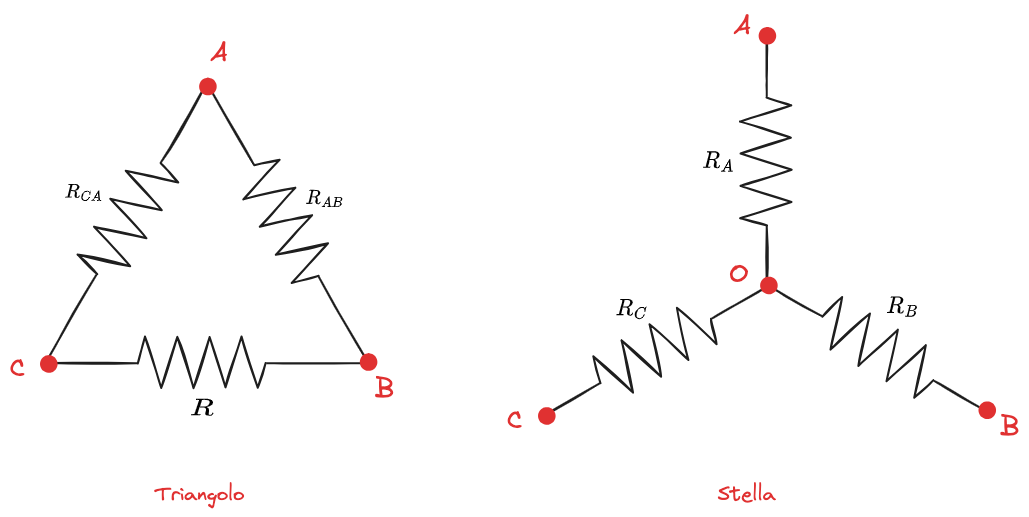 A
R_{CA}
R_{AB}
C
R
B
Triangolo
A
R_A
O
R_C
R_B
C
B
Stella